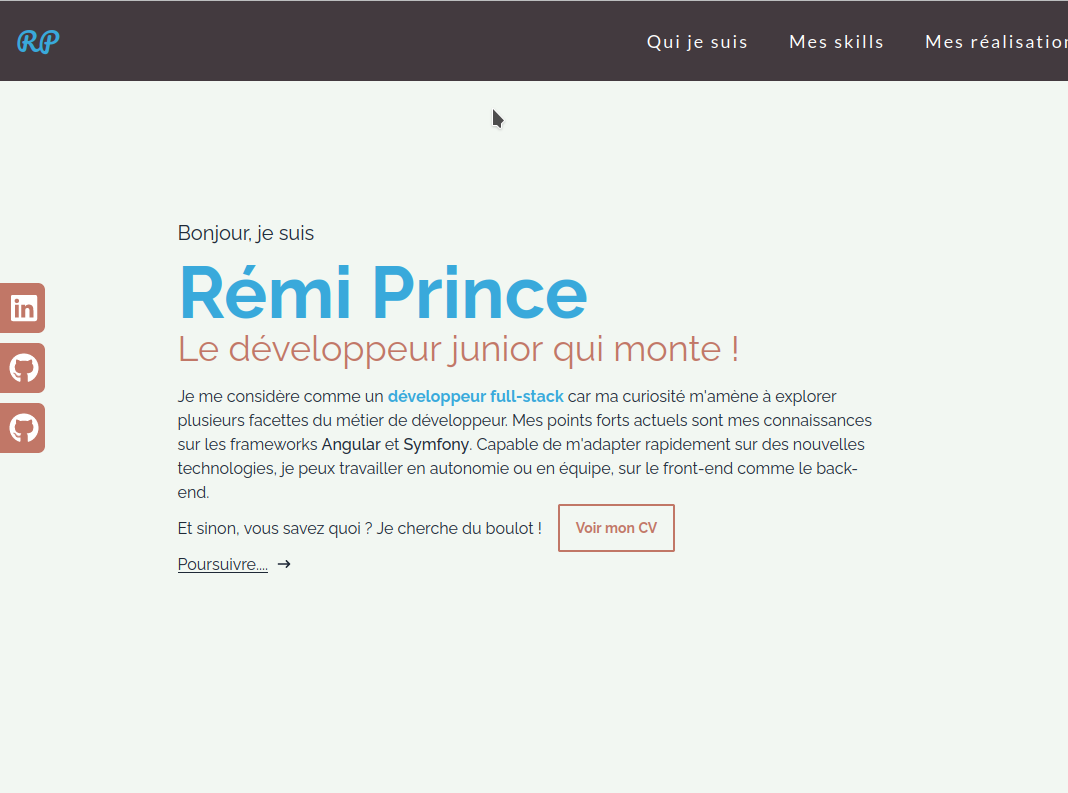 RP
Qui je suis Mes skills Mes réalisation
Bonjour, je suis
Rémi Prince
Le développeur junior qui monte !
Je me considère comme un développeur full-stack car ma curiosité m'amène à explorer
plusieurs facettes du métier de développeur. Mes points forts actuels sont mes connaissances
sur les frameworks Angular et Symfony. Capable de m'adapter rapidement sur des nouvelles
technologies, je peux travailler en autonomie ou en équipe, sur le front-end comme le back-
end.
Et sinon, vous savez quoi ? Je cherche du boulot ! Voir mon CV
Poursuivre.... →
in